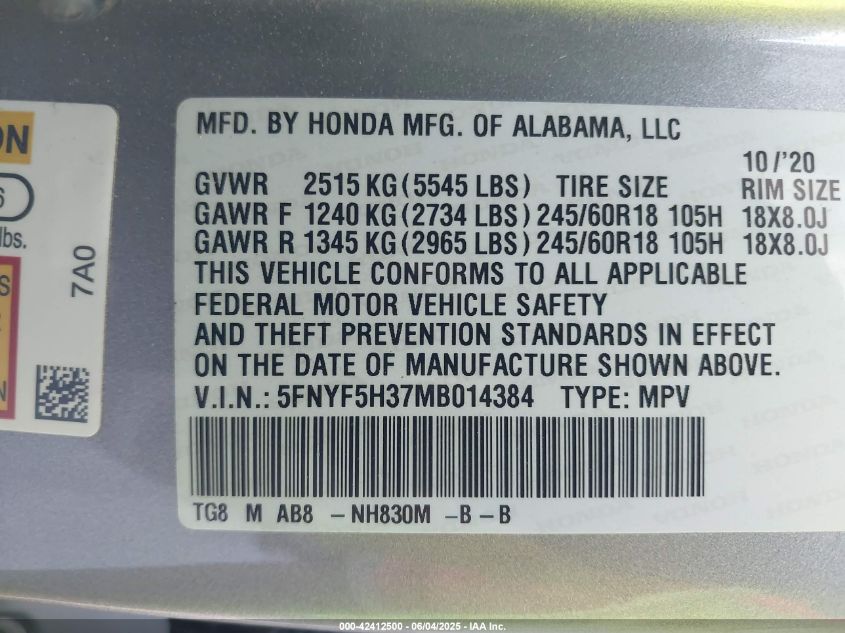 ON
6
lbs.
S
N
7A0
MFD. BY HONDA MFG. OF ALABAMA, LLC
10/'20
GVWR 2515 KG (5545 LBS) TIRE SIZE RIM SIZE
GAWR F 1240 KG (2734 LBS) 245/60R18 105H 18X8.0J
GAWR R 1345 KG (2965 LBS) 245/60R18 105H 18X8.0J
THIS VEHICLE CONFORMS TO ALL APPLICABLE
FEDERAL MOTOR VEHICLE SAFETY
AND THEFT PREVENTION STANDARDS IN EFFECT
ON THE DATE OF MANUFACTURE SHOWN ABOVE.
V.I.N.: 5FNYF5H37MB014384 TYPE: MPV
TG8 M AB8 – NH830M – B – B
000-42412500 - 06/04/2025 - IAA Inc.